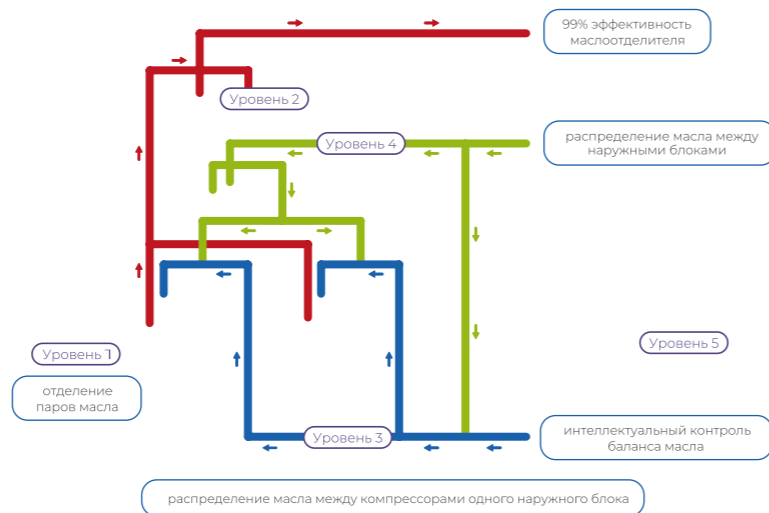 99% эффективность
маслоотделителя
Уровень 2
Уровень 4
распределение масла между
наружными блоками
Уровень 1
отделение
паров масла
Уровень 5
Уровень 3
интеллектуальный контроль
баланса масла
распределение масла между компрессорами одного наружного блока